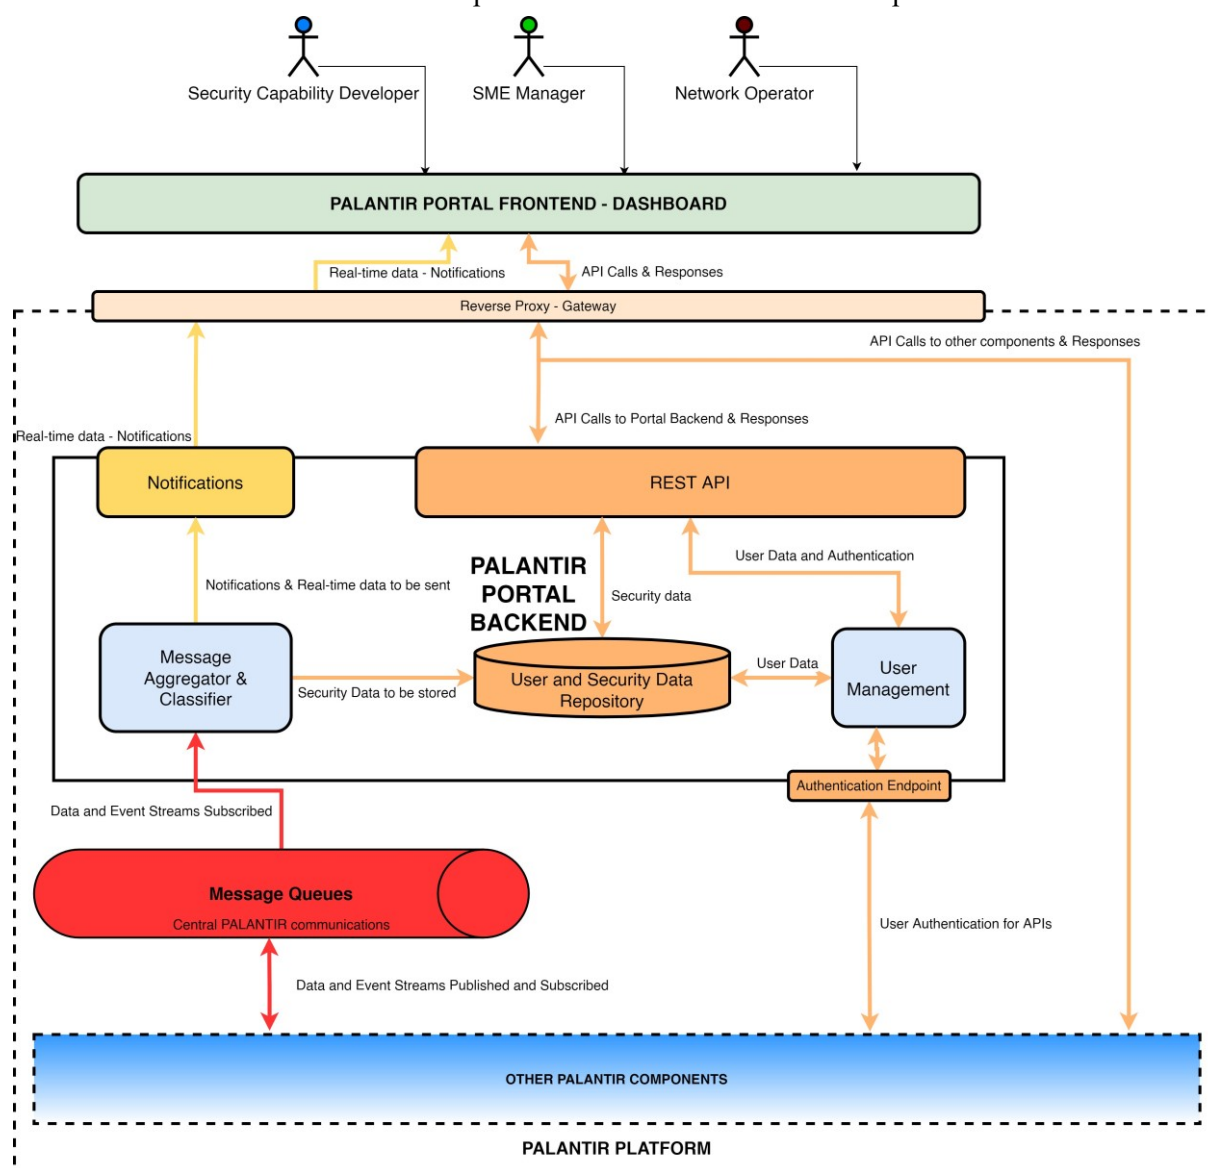 Security Capability Developer
SME Manager
Network Operator
PALANTIR PORTAL FRONTEND - DASHBOARD
Real-time data - Notifications
API Calls & Responses
Reverse Proxy - Gateway
API Calls to other components & Responses
API Calls to Portal Backend & Responses
Real-time data - Notifications
Notifications
REST API
User Data and Authentication
PALANTIR
PORTAL
BACKEND
Notifications & Real-time data to be sent
Security data
Message
Aggregator &
Classifier
Security Data to be stored
User and Security Data
Repository
User Data
User
Management
Authentication Endpoint
Data and Event Streams Subscribed
Message Queues
Central PALANTIR communications
User Authentication for APIs
Data and Event Streams Published and Subscribed
OTHER PALANTIR COMPONENTS
PALANTIR PLATFORM